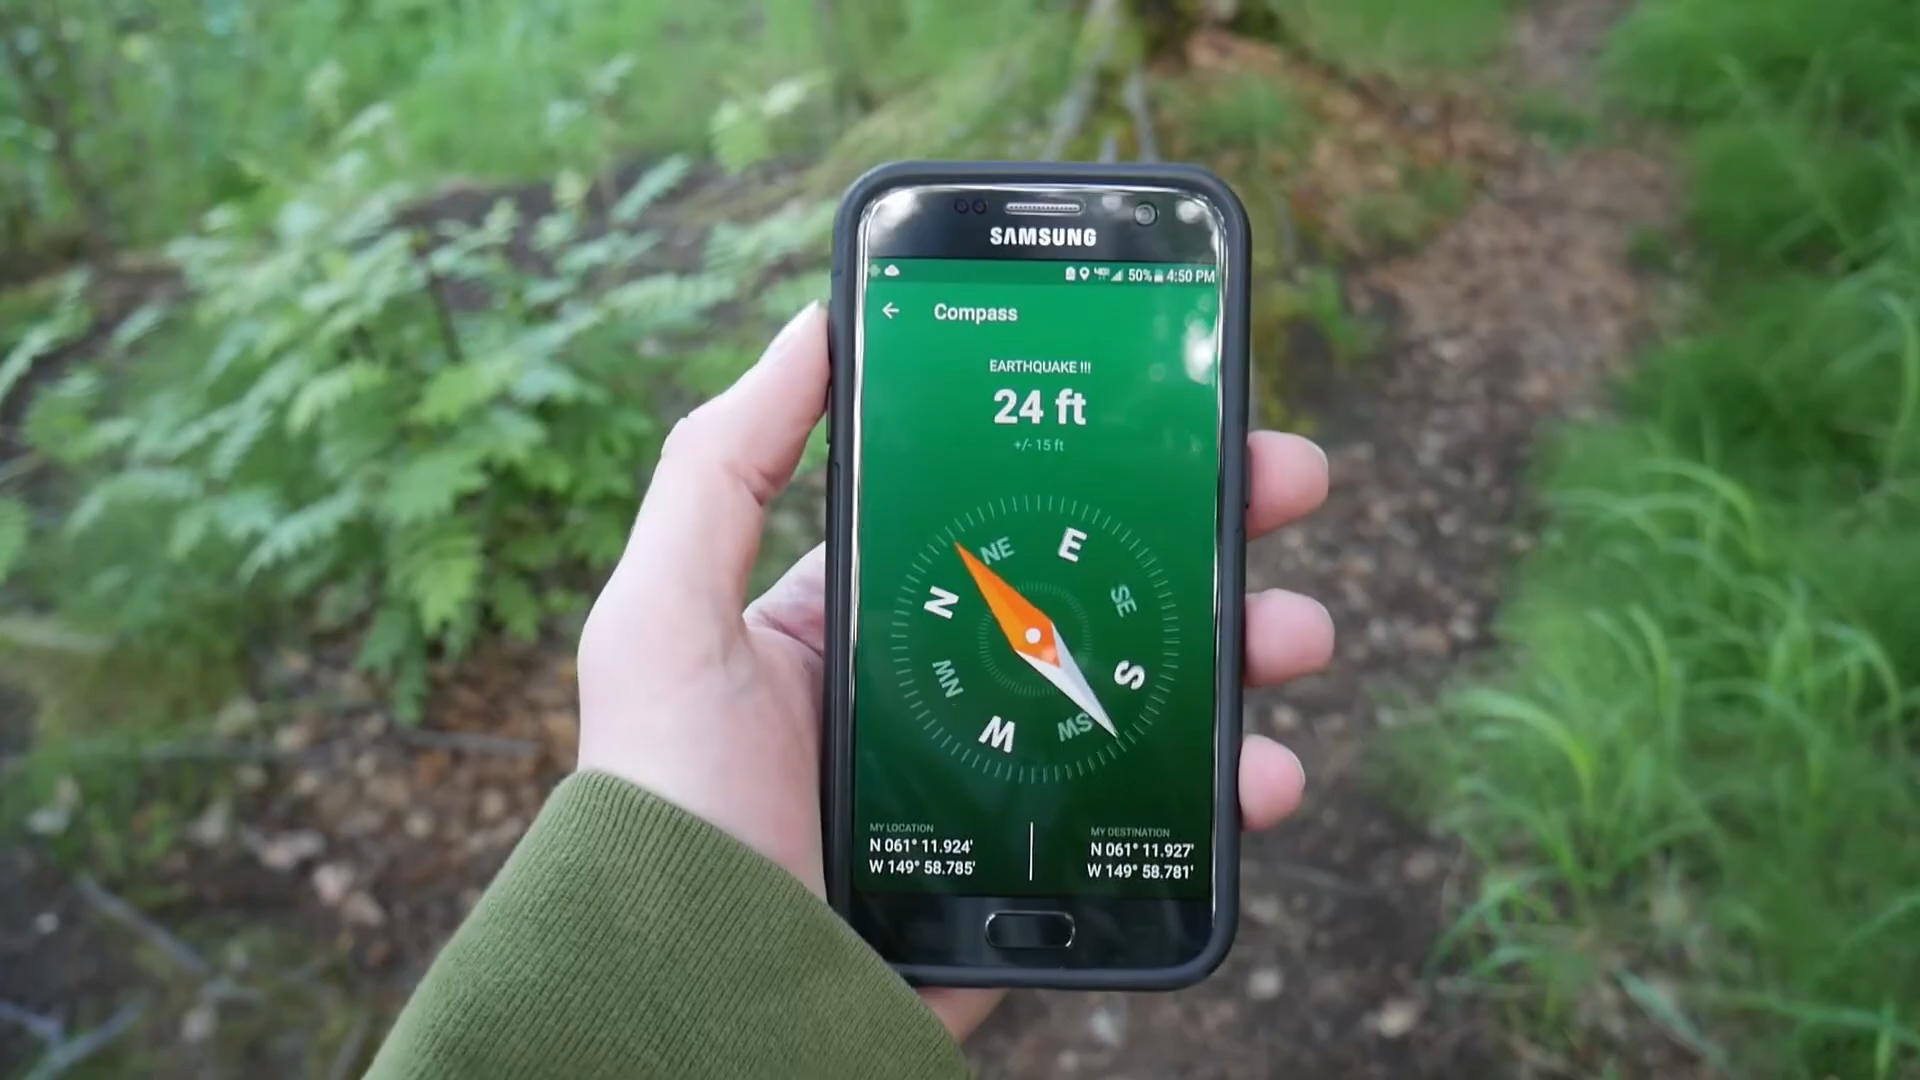 SAMSUNG
50% 4:50 PM
Compass
EARTHQUAKE !!!
24 ft
+/- 15 ft
NE E
N SE
NW S
W SW
MY LOCATION
N 061° 11.924'
W 149° 58.785'
MY DESTINATION
N 061° 11.927'
W 149° 58.781'